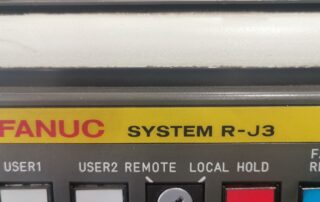 FANUC SYSTEM R-J3
USER1 USER2 REMOTE LOCAL HOLD